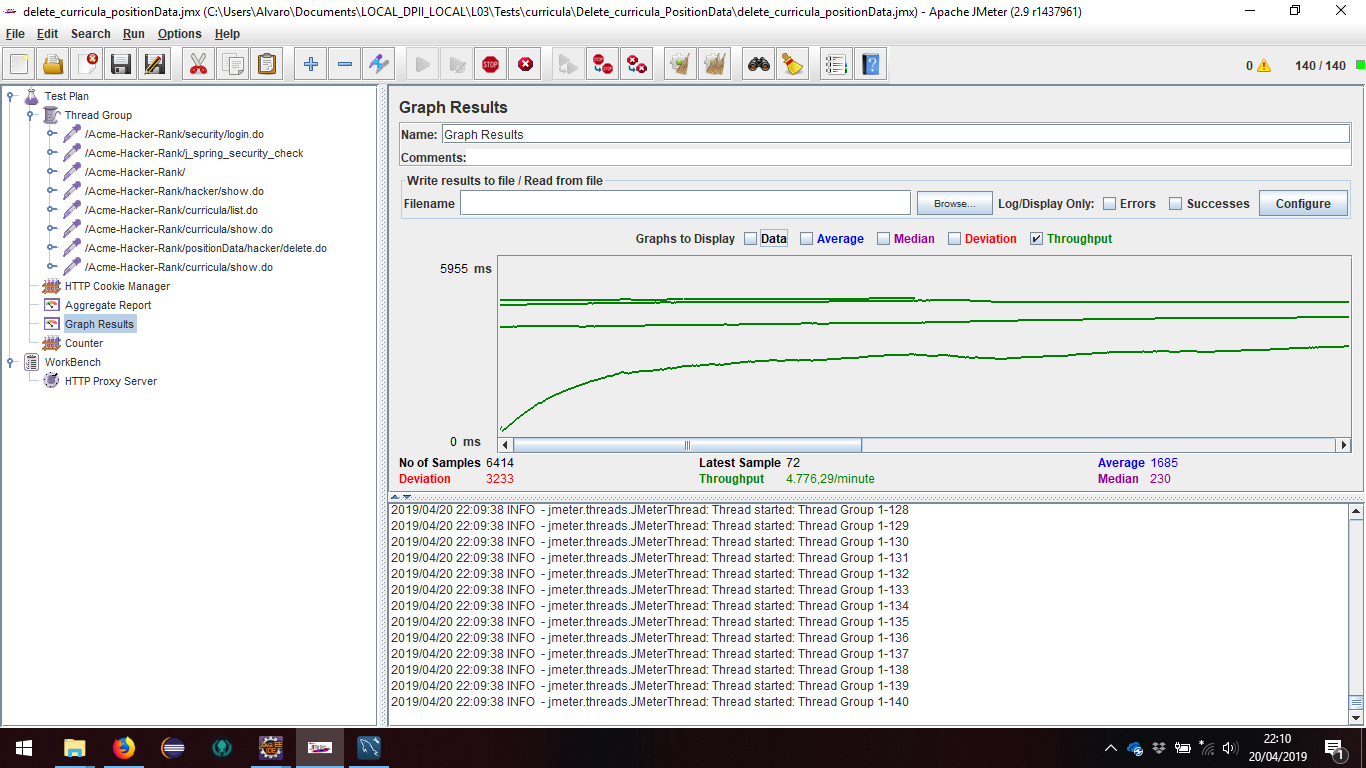 delete_curricula_positionData.jmx (C:\Users\Alvaro\Documents\LOCAL_DPII_LOCAL\L03\Tests\curricula\Delete_curricula_PositionData\delete_curricula_positionData.jmx) - Apache JMeter (2.9 r1437961)
File Edit Search Run Options Help
STOP STOP
0 140 / 140
Test Plan
Thread Group
/Acme-Hacker-Rank/security/login.do
/Acme-Hacker-Rank/j_spring_security_check
/Acme-Hacker-Rank/
/Acme-Hacker-Rank/hacker/show.do
/Acme-Hacker-Rank/curricula/list.do
/Acme-Hacker-Rank/curricula/show.do
/Acme-Hacker-Rank/positionData/hacker/delete.do
/Acme-Hacker-Rank/curricula/show.do
HTTP Cookie Manager
Aggregate Report
Graph Results
Counter
WorkBench
HTTP Proxy Server
Graph Results
Name: Graph Results
Comments:
Write results to file / Read from file
Filename Browse... Log/Display Only: Errors Successes Configure
Graphs to Display Data Average Median Deviation Throughput
5955 ms
0 ms
No of Samples 6414 Latest Sample 72 Average 1685
Deviation 3233 Throughput 4.776,29/minute Median 230
2019/04/20 22:09:38 INFO - jmeter.threads.JMeterThread: Thread started: Thread Group 1-128
2019/04/20 22:09:38 INFO - jmeter.threads.JMeterThread: Thread started: Thread Group 1-129
2019/04/20 22:09:38 INFO - jmeter.threads.JMeterThread: Thread started: Thread Group 1-130
2019/04/20 22:09:38 INFO - jmeter.threads.JMeterThread: Thread started: Thread Group 1-131
2019/04/20 22:09:38 INFO - jmeter.threads.JMeterThread: Thread started: Thread Group 1-132
2019/04/20 22:09:38 INFO - jmeter.threads.JMeterThread: Thread started: Thread Group 1-133
2019/04/20 22:09:38 INFO - jmeter.threads.JMeterThread: Thread started: Thread Group 1-134
2019/04/20 22:09:38 INFO - jmeter.threads.JMeterThread: Thread started: Thread Group 1-135
2019/04/20 22:09:38 INFO - jmeter.threads.JMeterThread: Thread started: Thread Group 1-136
2019/04/20 22:09:38 INFO - jmeter.threads.JMeterThread: Thread started: Thread Group 1-137
2019/04/20 22:09:38 INFO - jmeter.threads.JMeterThread: Thread started: Thread Group 1-138
2019/04/20 22:09:38 INFO - jmeter.threads.JMeterThread: Thread started: Thread Group 1-139
2019/04/20 22:09:38 INFO - jmeter.threads.JMeterThread: Thread started: Thread Group 1-140
22:10
20/04/2019
1